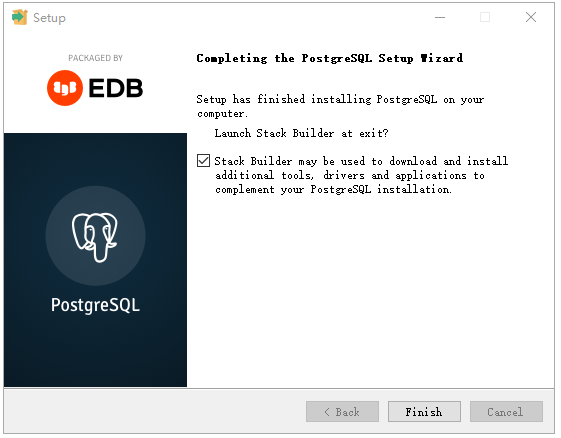 Setup
PACKAGED BY
EDB
PostgreSQL
Completing the PostgreSQL Setup Wizard
Setup has finished installing PostgreSQL on your
computer.
Launch Stack Builder at exit?
Stack Builder may be used to download and install
additional tools, drivers and applications to
complement your PostgreSQL installation.
< Back
Finish
Cancel